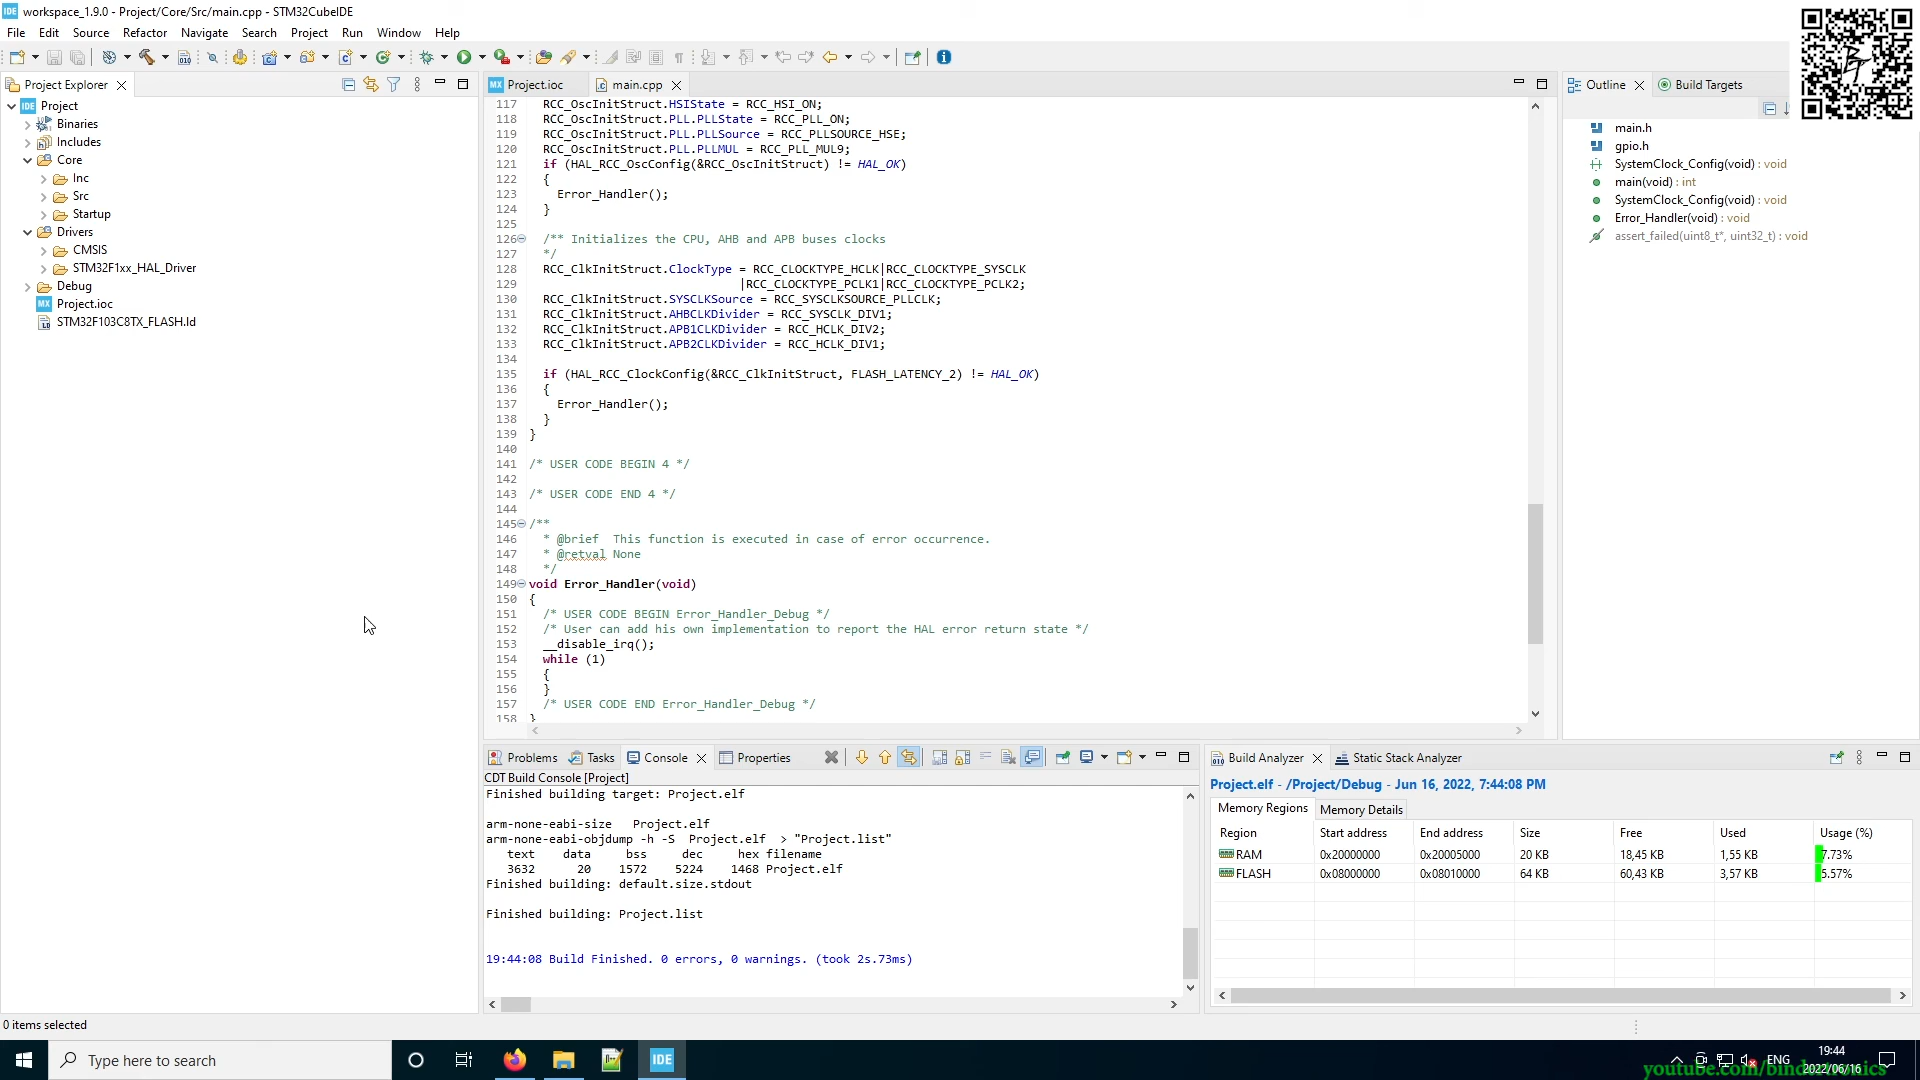 IDE workspace_1.9.0 - Project/Core/Src/main.cpp - STM32CubeIDE
File Edit Source Refactor Navigate Search Project Run Window Help
Project Explorer
Project.ioc
main.cpp
Outline
Build Targets
IDE Project
Binaries
Includes
Core
Inc
Src
Startup
Drivers
CMSIS
STM32F1xx_HAL_Driver
Debug
MX Project.ioc
STM32F103C8TX_FLASH.ld
117 RCC_OscInitStruct.HSIState = RCC_HSI_ON;
118 RCC_OscInitStruct.PLL.PLLState = RCC_PLL_ON;
119 RCC_OscInitStruct.PLL.PLLSource = RCC_PLLSOURCE_HSE;
120 RCC_OscInitStruct.PLL.PLLMUL = RCC_PLL_MUL9;
121 if (HAL_RCC_OscConfig(&RCC_OscInitStruct) != HAL_OK)
122 {
123 Error_Handler();
124 }
125
126 /** Initializes the CPU, AHB and APB buses clocks
127 */
128 RCC_ClkInitStruct.ClockType = RCC_CLOCKTYPE_HCLK|RCC_CLOCKTYPE_SYSCLK
129 |RCC_CLOCKTYPE_PCLK1|RCC_CLOCKTYPE_PCLK2;
130 RCC_ClkInitStruct.SYSCLKSource = RCC_SYSCLKSOURCE_PLLCLK;
131 RCC_ClkInitStruct.AHBCLKDivider = RCC_SYSCLK_DIV1;
132 RCC_ClkInitStruct.APB1CLKDivider = RCC_HCLK_DIV2;
133 RCC_ClkInitStruct.APB2CLKDivider = RCC_HCLK_DIV1;
134
135 if (HAL_RCC_ClockConfig(&RCC_ClkInitStruct, FLASH_LATENCY_2) != HAL_OK)
136 {
137 Error_Handler();
138 }
139 }
140
141 /* USER CODE BEGIN 4 */
142
143 /* USER CODE END 4 */
144
145 /**
146 * @brief This function is executed in case of error occurrence.
147 * @retval None
148 */
149 void Error_Handler(void)
150 {
151 /* USER CODE BEGIN Error_Handler_Debug */
152 /* User can add his own implementation to report the HAL error return state */
153 __disable_irq();
154 while (1)
155 {
156 }
157 /* USER CODE END Error_Handler_Debug */
158 }
main.h
gpio.h
SystemClock_Config(void) : void
main(void) : int
SystemClock_Config(void) : void
Error_Handler(void) : void
assert_failed(uint8_t*, uint32_t) : void
Problems Tasks Console Properties
CDT Build Console [Project]
Finished building target: Project.elf
arm-none-eabi-size Project.elf
arm-none-eabi-objdump -h -S Project.elf > "Project.list"
text data bss dec hex filename
3632 20 1572 5224 1468 Project.elf
Finished building: default.size.stdout
Finished building: Project.list
19:44:08 Build Finished. 0 errors, 0 warnings. (took 2s.73ms)
Build Analyzer Static Stack Analyzer
Project.elf - /Project/Debug - Jun 16, 2022, 7:44:08 PM
Memory Regions Memory Details
Region Start address End address Size Free Used Usage (%)
RAM 0x20000000 0x20005000 20 KB 18,45 KB 1,55 KB 7.73%
FLASH 0x08000000 0x08010000 64 KB 60,43 KB 3,57 KB 5.57%
0 items selected
Type here to search
IDE
ENG
19:44
2022/06/16